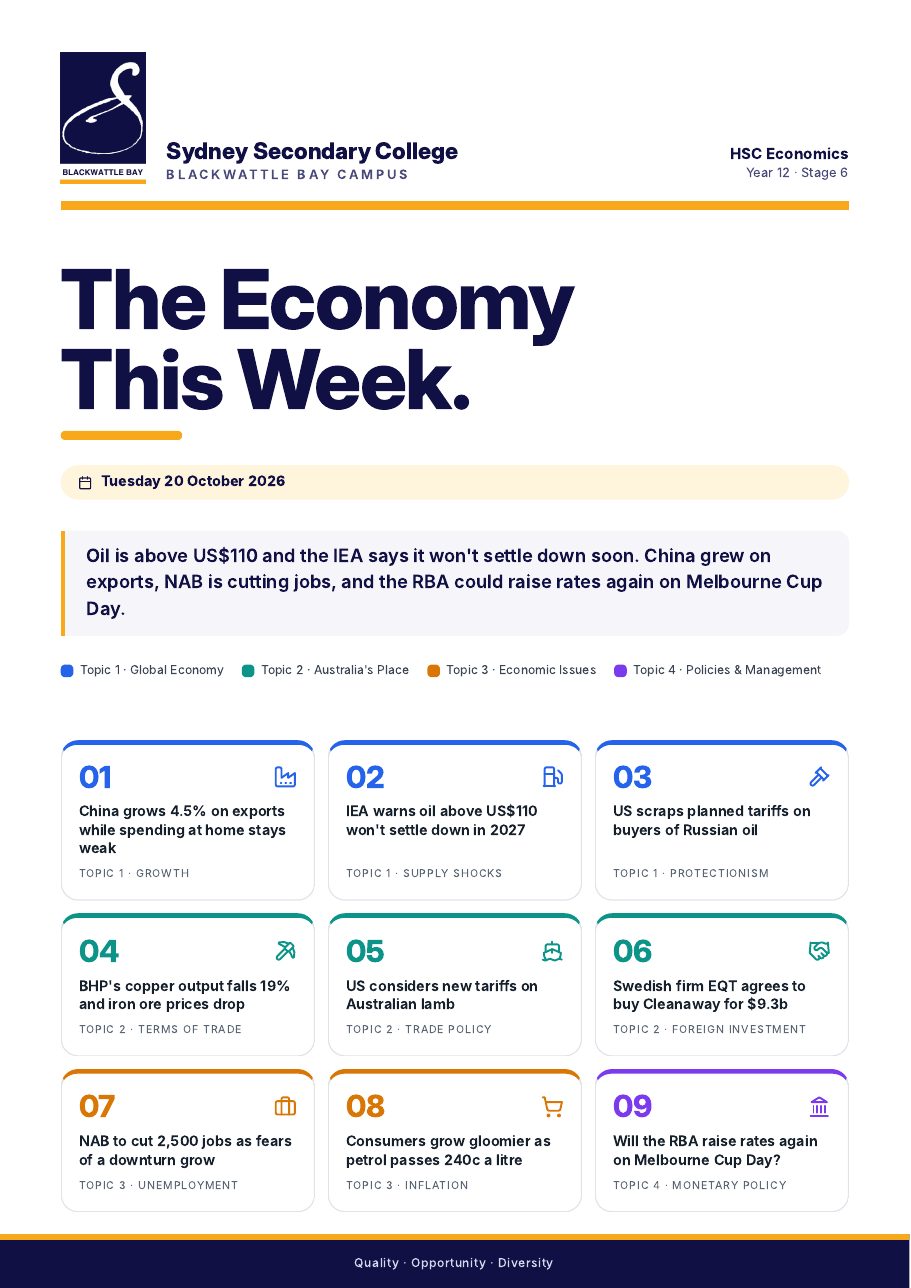 BLACKWATTLE BAY
Sydney Secondary College
BLACKWATTLE BAY CAMPUS
HSC Economics
Year 12 · Stage 6
The Economy
This Week.
Tuesday 20 October 2026
Oil is above US$110 and the IEA says it won't settle down soon. China grew on
exports, NAB is cutting jobs, and the RBA could raise rates again on Melbourne Cup
Day.
Topic 1 · Global Economy
Topic 2 · Australia's Place
Topic 3 · Economic Issues
Topic 4 · Policies & Management
01
China grows 4.5% on exports
while spending at home stays
weak
TOPIC 1 · GROWTH
02
IEA warns oil above US$110
won't settle down in 2027
TOPIC 1 · SUPPLY SHOCKS
03
US scraps planned tariffs on
buyers of Russian oil
TOPIC 1 · PROTECTIONISM
04
BHP's copper output falls 19%
and iron ore prices drop
TOPIC 2 · TERMS OF TRADE
05
US considers new tariffs on
Australian lamb
TOPIC 2 · TRADE POLICY
06
Swedish firm EQT agrees to
buy Cleanaway for $9.3b
TOPIC 2 · FOREIGN INVESTMENT
07
NAB to cut 2,500 jobs as fears
of a downturn grow
TOPIC 3 · UNEMPLOYMENT
08
Consumers grow gloomier as
petrol passes 240c a litre
TOPIC 3 · INFLATION
09
Will the RBA raise rates again
on Melbourne Cup Day?
TOPIC 4 · MONETARY POLICY
Quality · Opportunity · Diversity